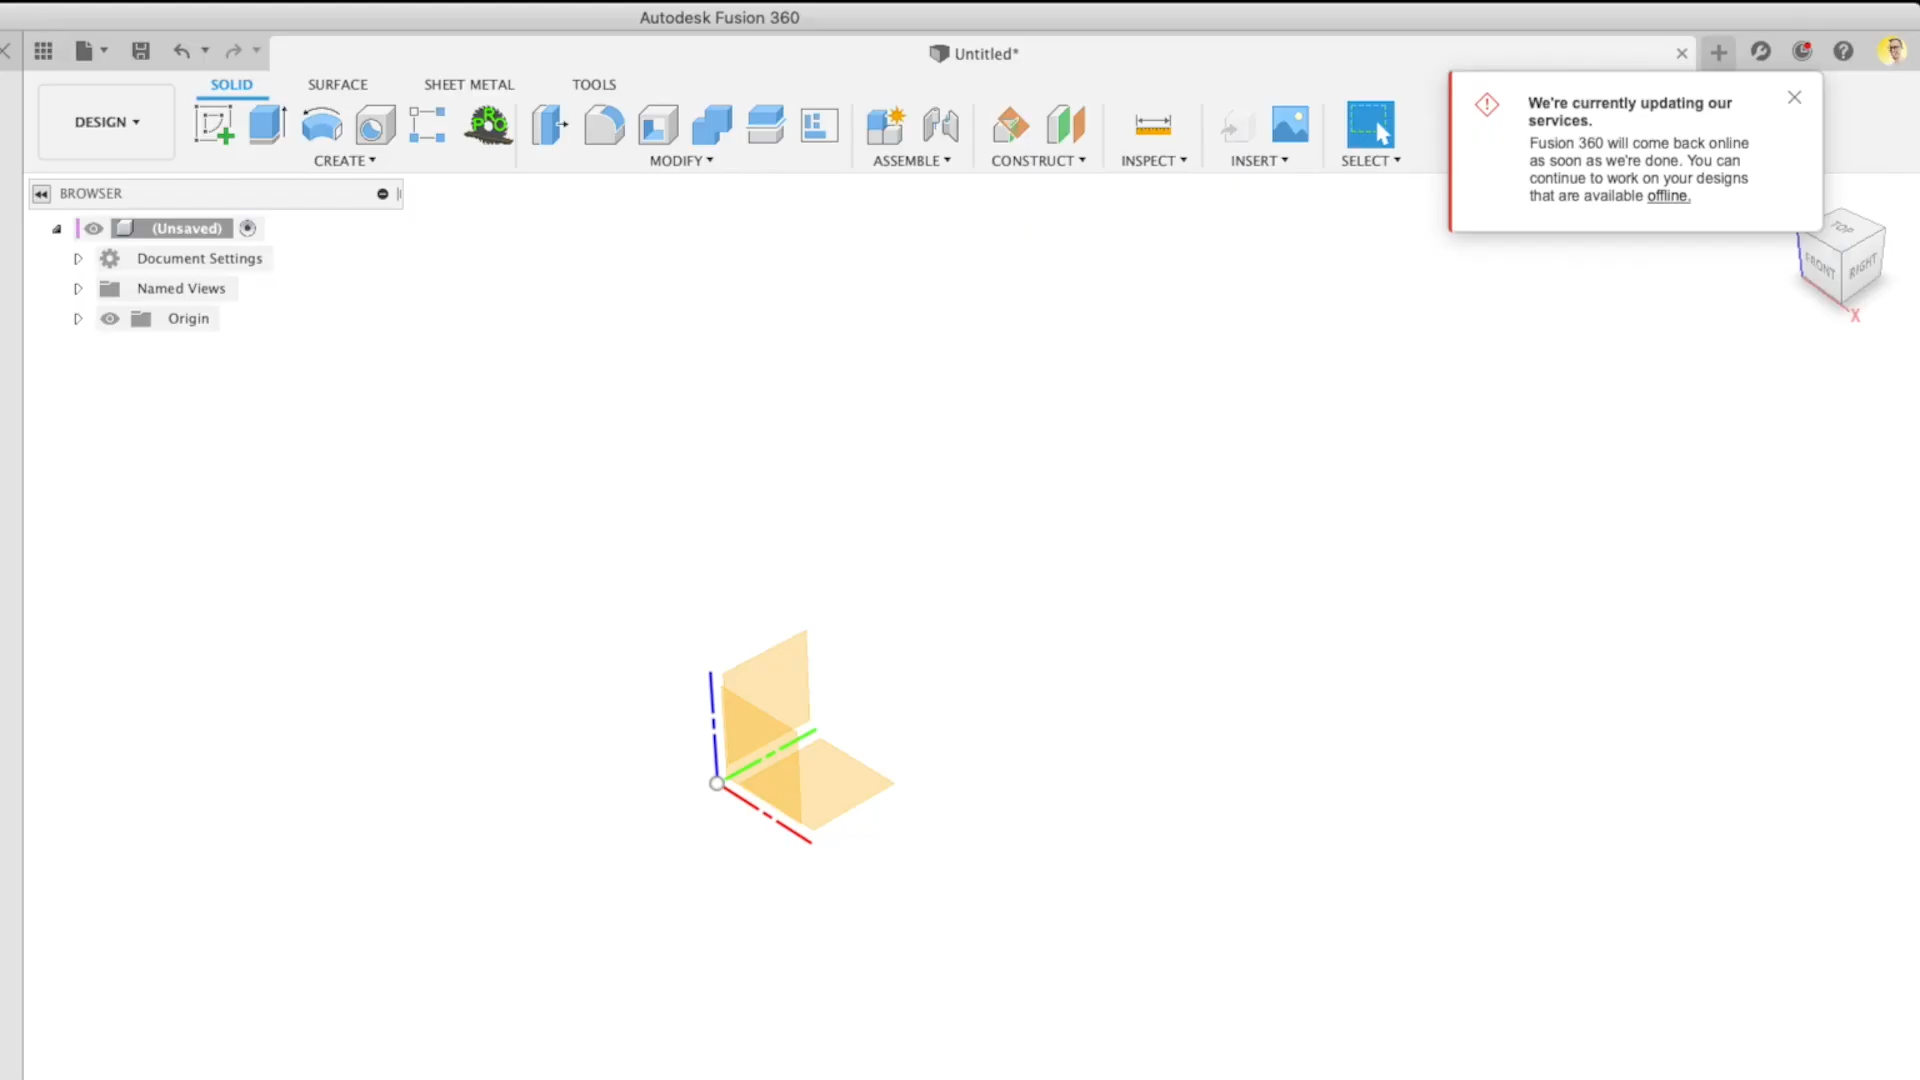 Autodesk Fusion 360
Untitled*
SOLID
SURFACE
SHEET METAL
TOOLS
DESIGN
PRC
CREATE
MODIFY
ASSEMBLE
CONSTRUCT
INSPECT
INSERT
SELECT
We're currently updating our
services.
Fusion 360 will come back online
as soon as we're done. You can
continue to work on your designs
that are available offline.
BROWSER
(Unsaved)
Document Settings
Named Views
Origin
TOP
FRONT
RIGHT
X